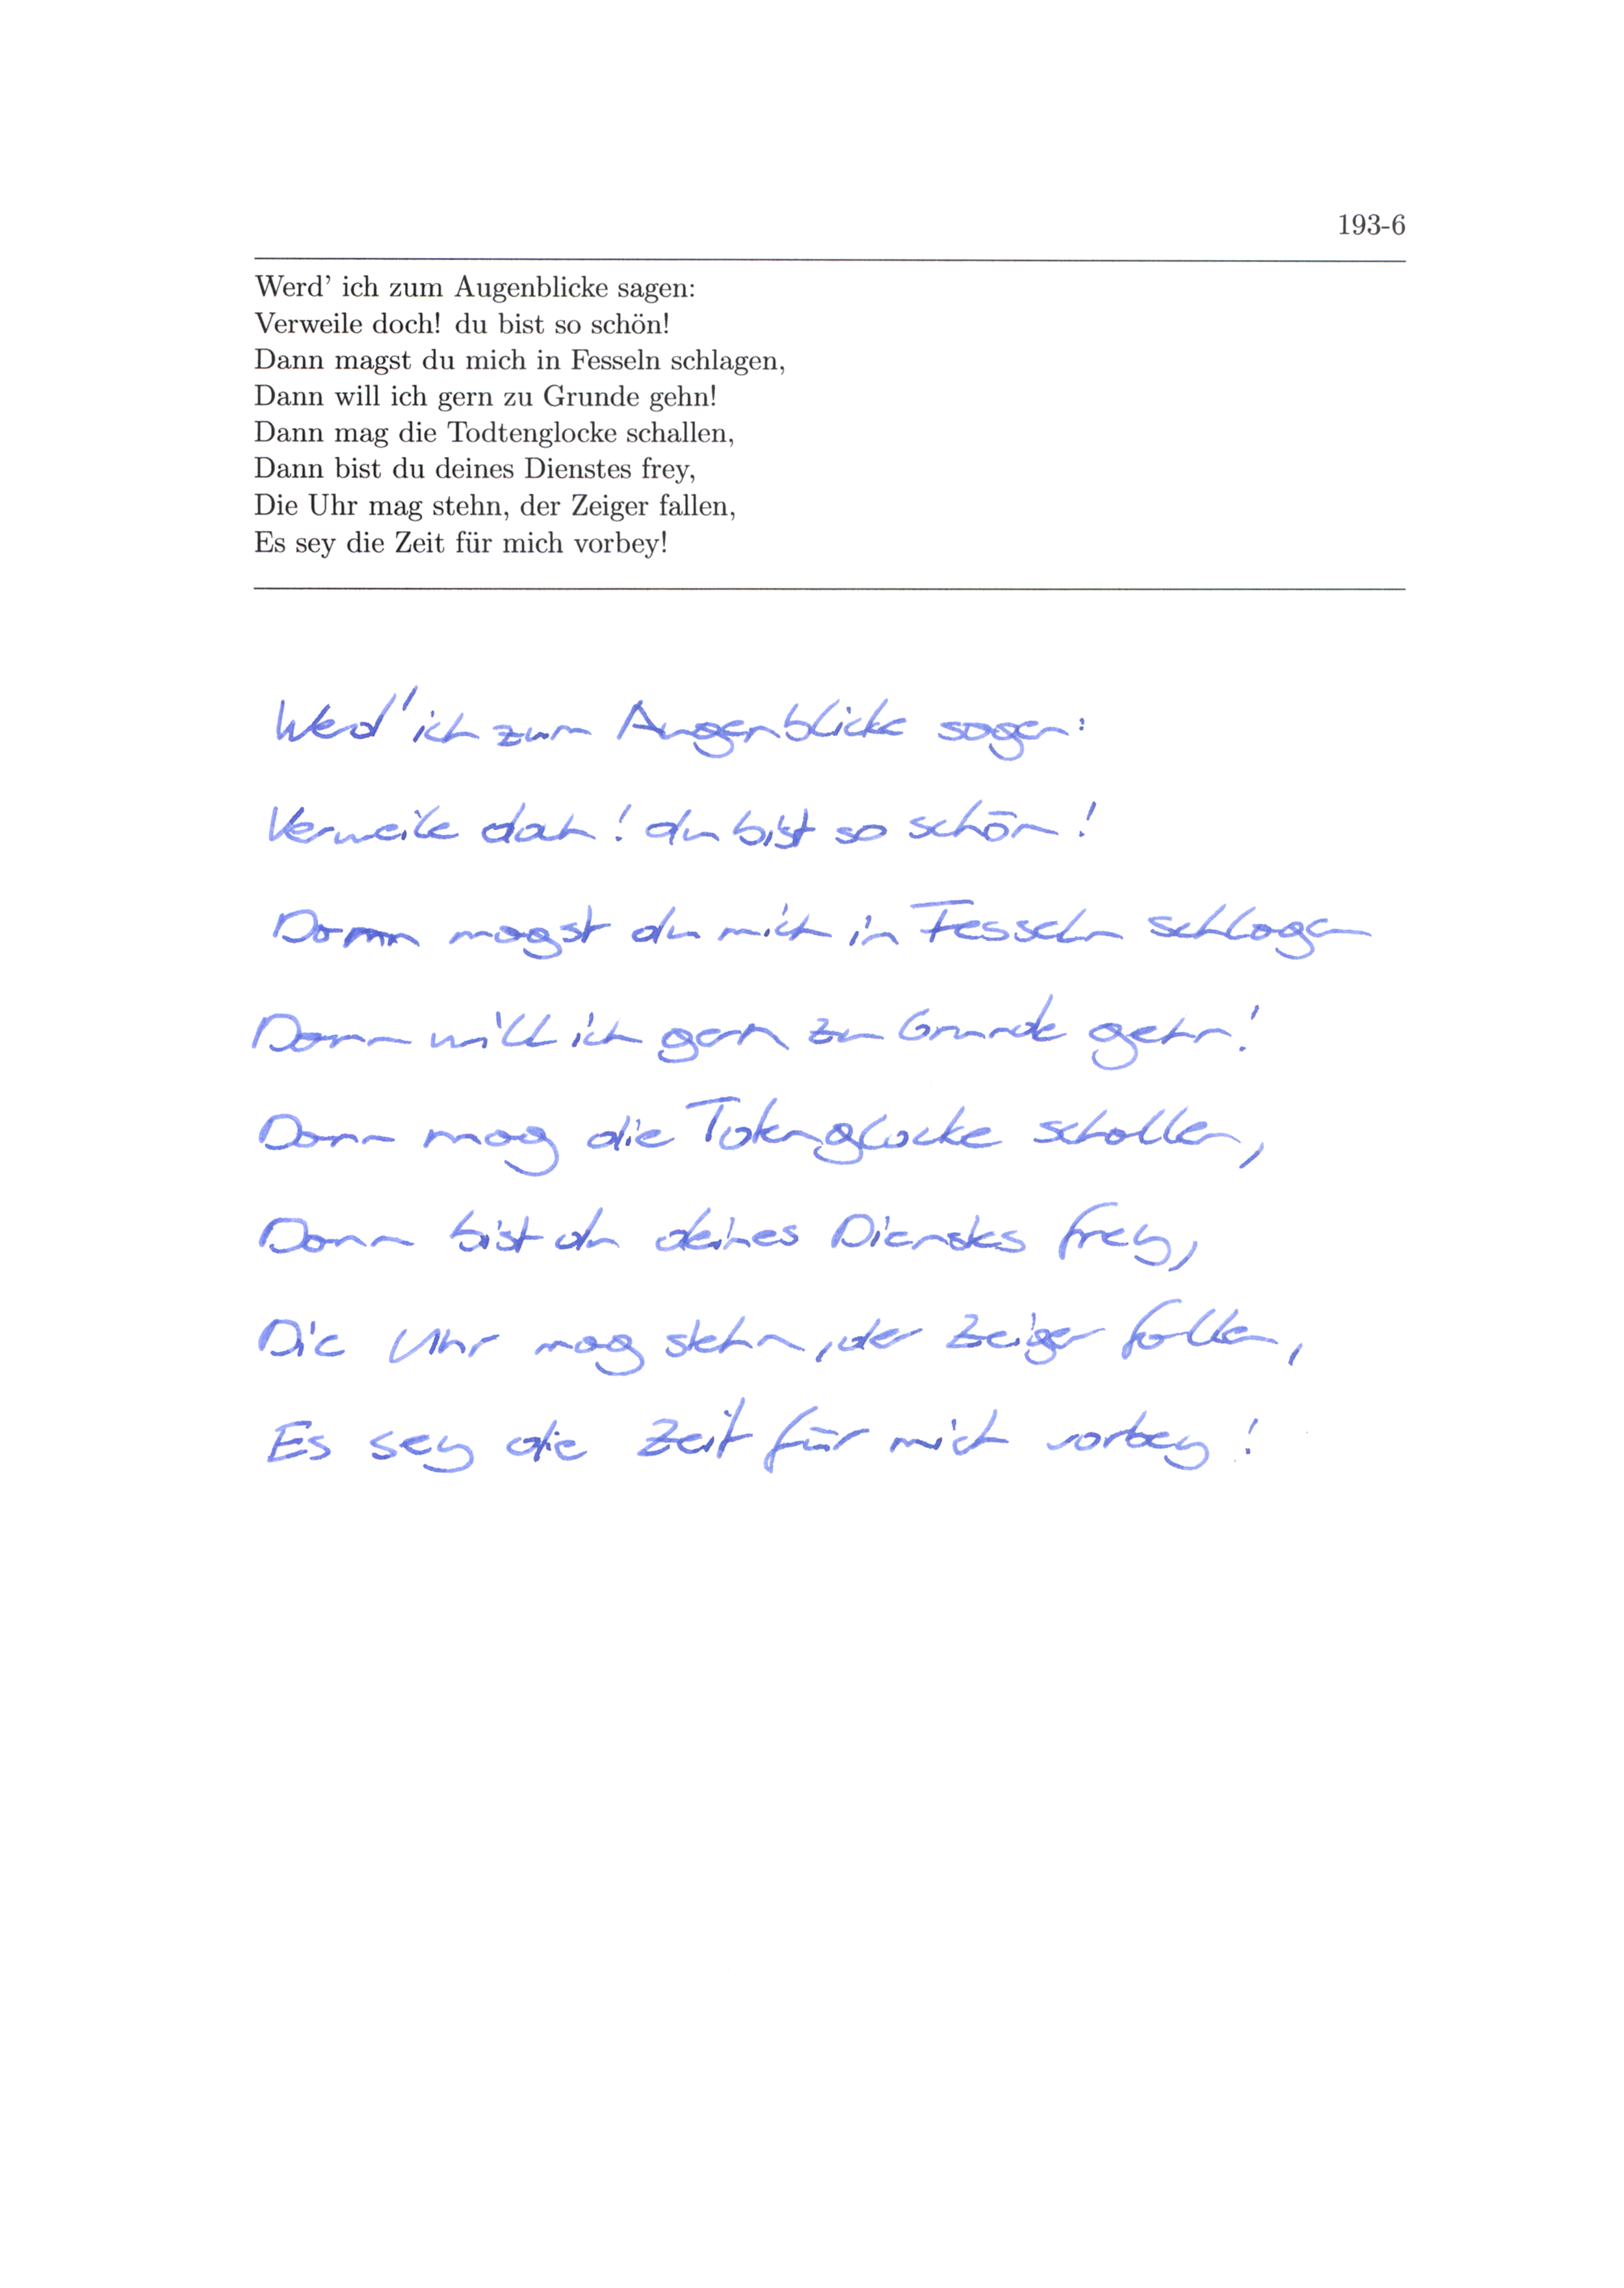 193-6
Werd' ich zum Augenblicke sagen:
Verweile doch! du bist so schön!
Dann magst du mich in Fesseln schlagen,
Dann will ich gern zu Grunde gehn!
Dann mag die Todtenglocke schallen,
Dann bist du deines Dienstes frey,
Die Uhr mag stehn, der Zeiger fallen,
Es sey die Zeit für mich vorbey!
Werd' ich zum Augenblicke sagen:
Verweile doch! du bist so schön!
Dann magst du mich in Fesseln schlagen
Dann will ich gern zu Grunde gehn!
Dann mag die Totenglocke schallen,
Dann bist du deines Dienstes frey,
Die Uhr mag stehn, der Zeiger fallen,
Es sey die Zeit für mich vorbey!